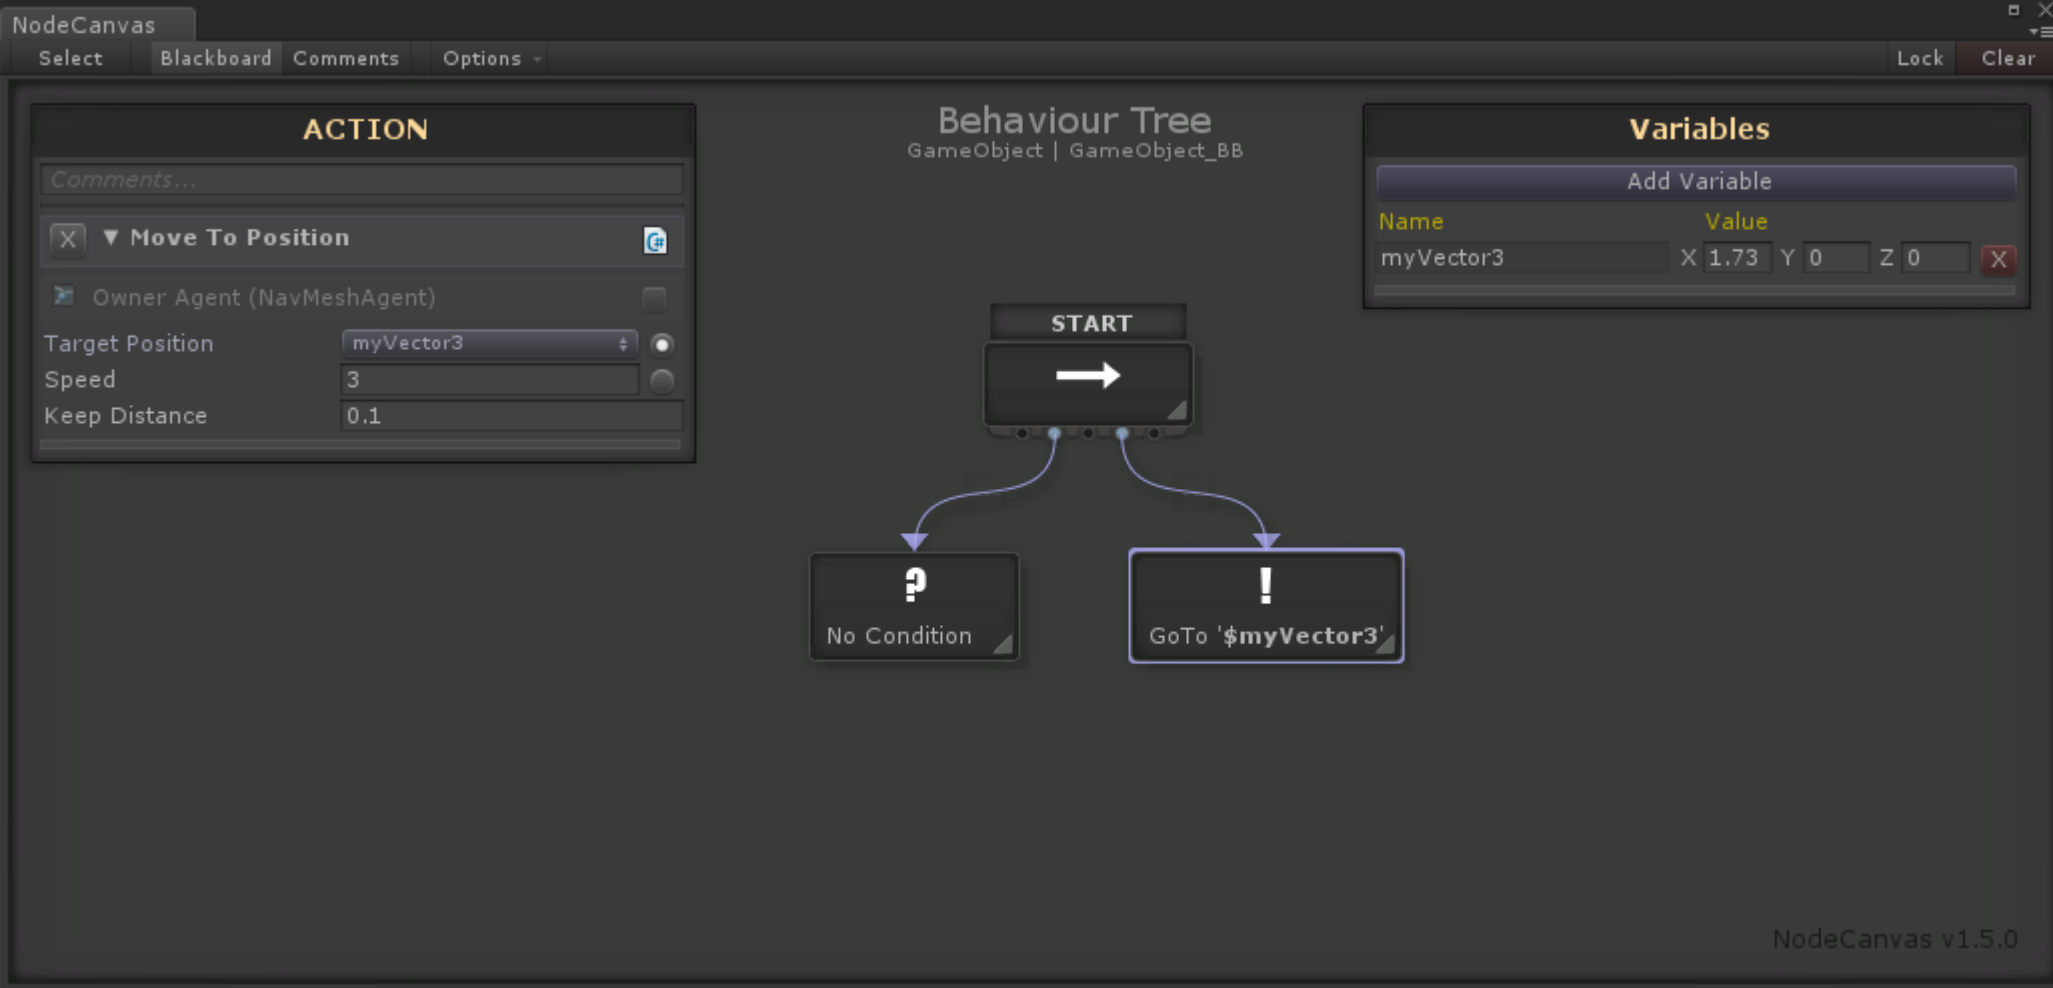 NodeCanvas
Select Blackboard Comments Options Lock Clear
ACTION
Comments...
X ▼ Move To Position C#
Owner Agent (NavMeshAgent)
Target Position myVector3
Speed 3
Keep Distance 0.1
Behaviour Tree
GameObject | GameObject_BB
Variables
Add Variable
Name Value
myVector3 X 1.73 Y 0 Z 0 X
START
?
No Condition
!
GoTo '$myVector3'
NodeCanvas v1.5.0